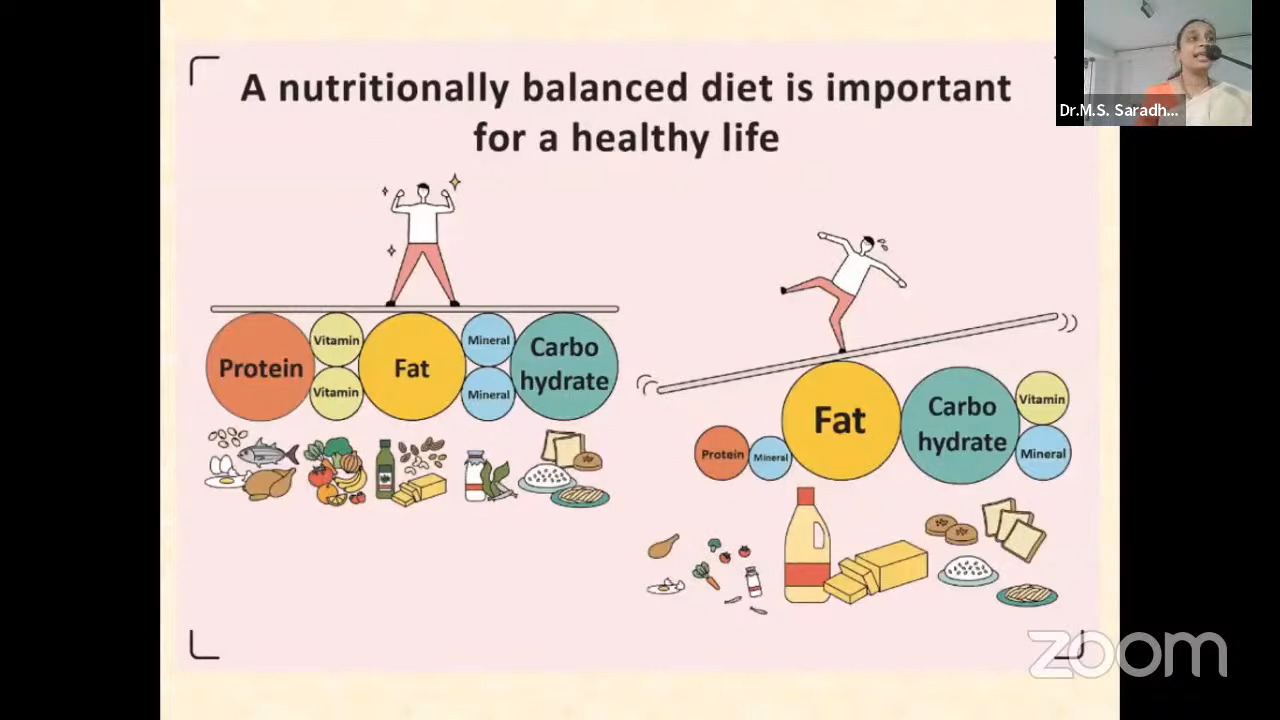 A nutritionally balanced diet is important
for a healthy life
Dr.M.S. Saradh...
Protein
Vitamin
Vitamin
Fat
Mineral
Mineral
Carbo
hydrate
Protein
Mineral
Fat
Carbo
hydrate
Vitamin
Mineral
zoom